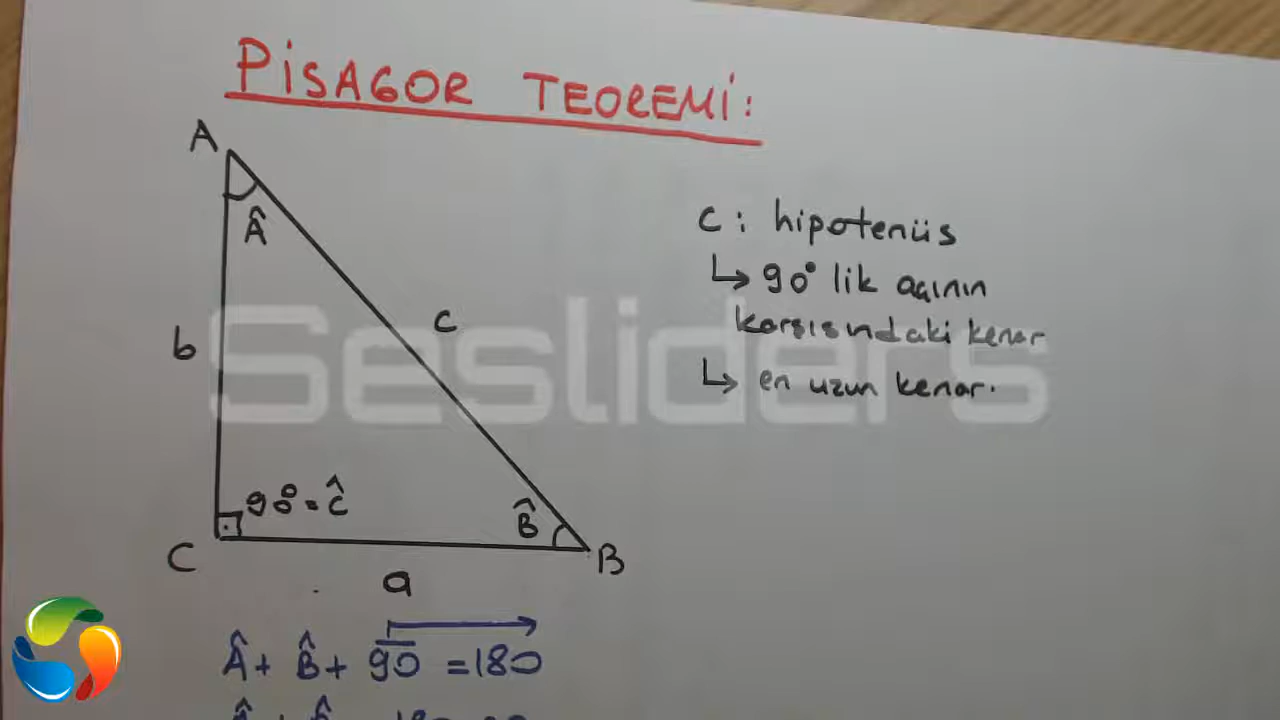 PİSAGOR TEOREMİ:
A
Â
c : hipotenüs
↳ 90° lik açının
karşısındaki kenar
↳ en uzun kenar.
b
c
Sesliders
90° = Ĉ
B̂
C
B
a
Â + B̂ + 90 = 180